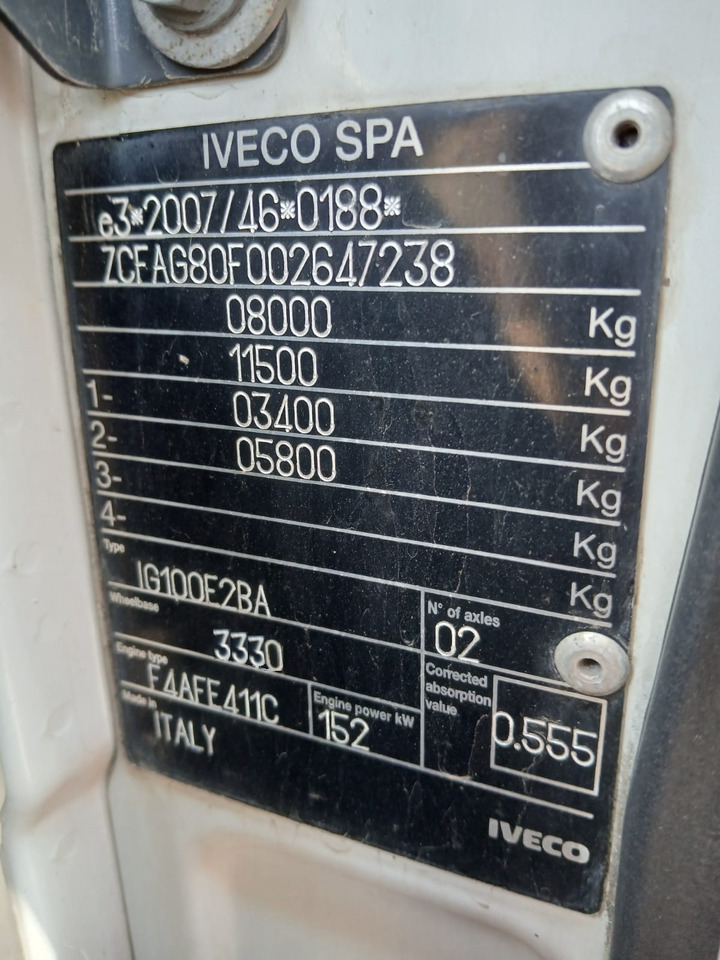 IVECO SPA
e3*2007/46*0188*
ZCFAG80F002647238
08000 Kg
11500 Kg
1- 03400 Kg
2- 05800 Kg
3- Kg
4- Kg
Type
IG100E2BA
N° of axles
02
Wheelbase
3330
Corrected
absorption
value
0.555
Engine type
F4AFE411C
Engine power kW
152
Made in
ITALY
IVECO